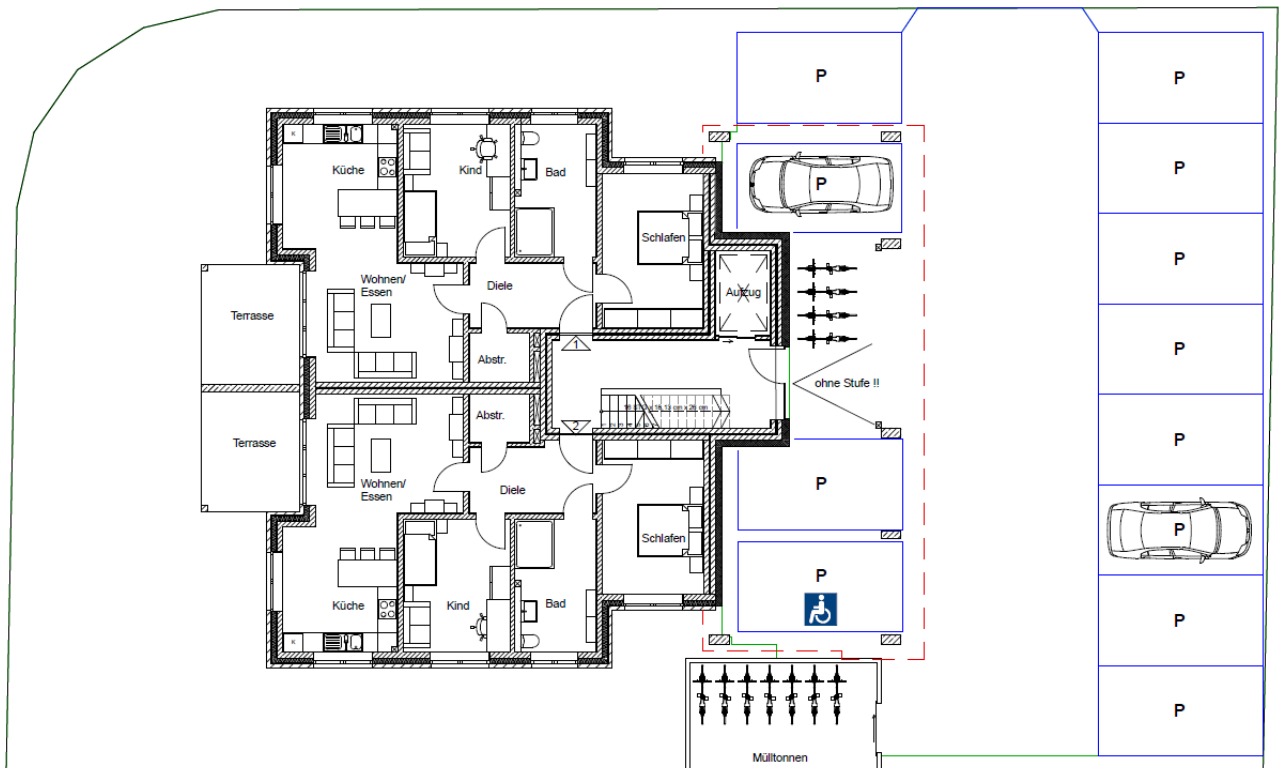 P
P
K
Küche
Kind
Bad
P
P
Schlafen
P
Wohnen/
Essen
Diele
Aufzug
Terrasse
P
1
Abstr.
ohne Stufe !!
Abstr.
2
Terrasse
P
P
Wohnen/
Essen
Diele
P
Schlafen
P
Küche
Kind
Bad
P
K
P
Mülltonnen